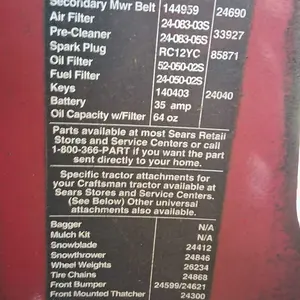 Secondary Mwr Belt 144959 24690
Air Filter 24-083-03S
Pre-Cleaner 24-083-05S 33927
Spark Plug RC12YC 85871
Oil Filter 52-050-02S
Fuel Filter 24-050-02S
Keys 140403 24040
Battery 35 amp
Oil Capacity w/Filter 64 oz
Parts available at most Sears Retail
Stores and Service Centers or call
1-800-366-PART if you want the part
sent directly to your home.
Specific tractor attachments for
your Craftsman tractor available at
Sears Stores and Service Centers.
(See Below) Other universal
attachments also available.
Bagger N/A
Mulch Kit N/A
Snowblade 24412
Snowthrower 24846
Wheel Weights 26234
Tire Chains 24868
Front Bumper 24599/24621
Front Mounted Thatcher 24300